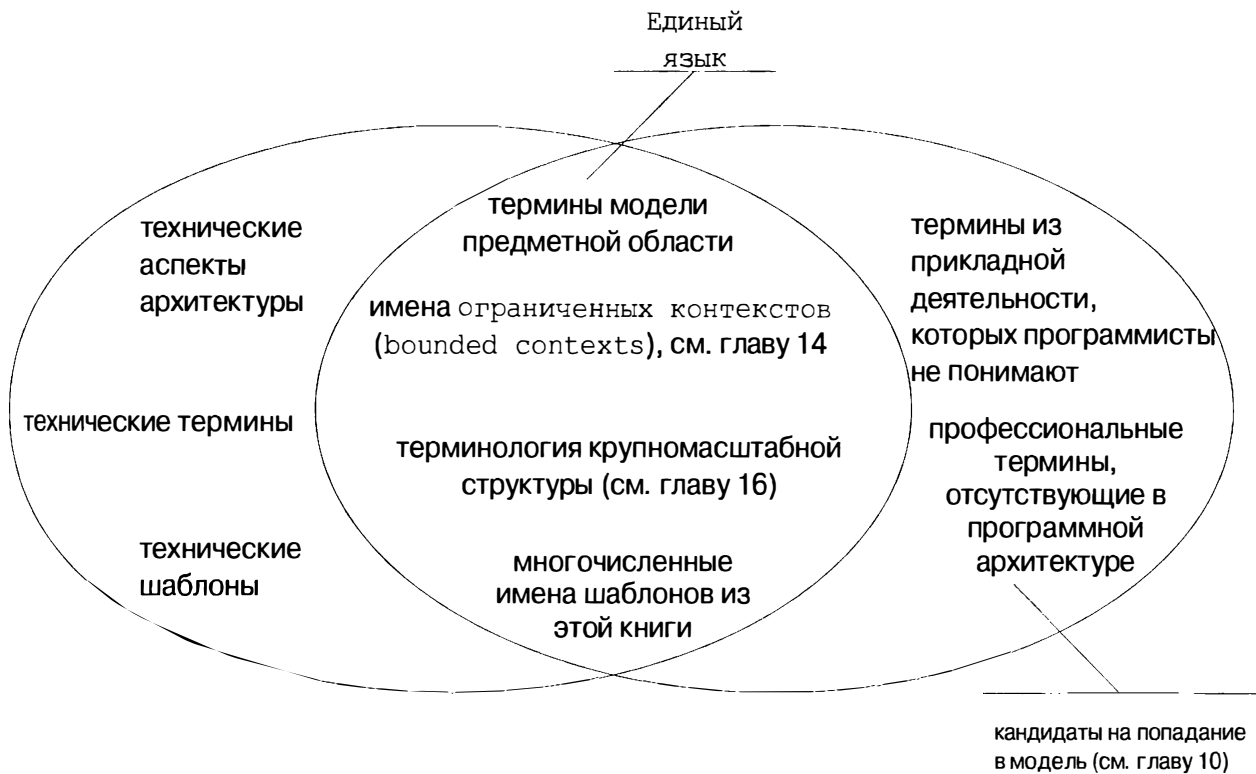 Единый
язык
технические
аспекты
архитектуры
технические термины
технические
шаблоны
термины модели
предметной области
имена ограниченных контекстов
(bounded contexts), см. главу 14
терминология крупномасштабной
структуры (см. главу 16)
многочисленные
имена шаблонов из
этой книги
термины из
прикладной
деятельности,
которых программисты
не понимают
профессиональные
термины,
отсутствующие в
программной
архитектуре
кандидаты на попадание
в модель (см. главу 10)